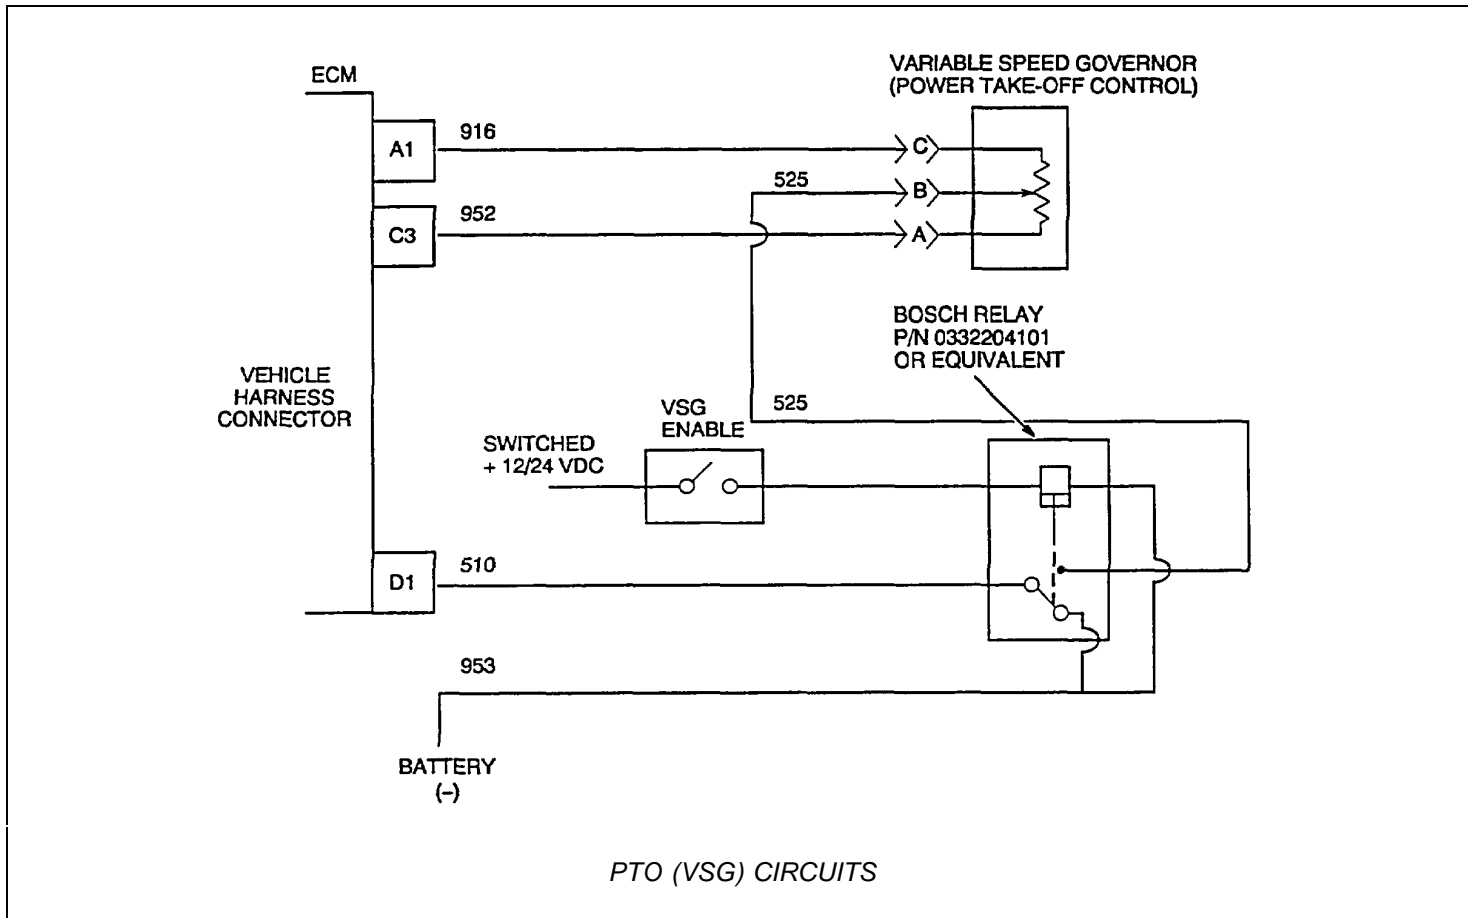 ECM
VARIABLE SPEED GOVERNOR
(POWER TAKE-OFF CONTROL)
A1
916
C
525
B
C3
952
A
BOSCH RELAY
P/N 0332204101
OR EQUIVALENT
VEHICLE
HARNESS
CONNECTOR
VSG
ENABLE
525
SWITCHED
+ 12/24 VDC
D1
510
953
BATTERY
(–)
PTO (VSG) CIRCUITS